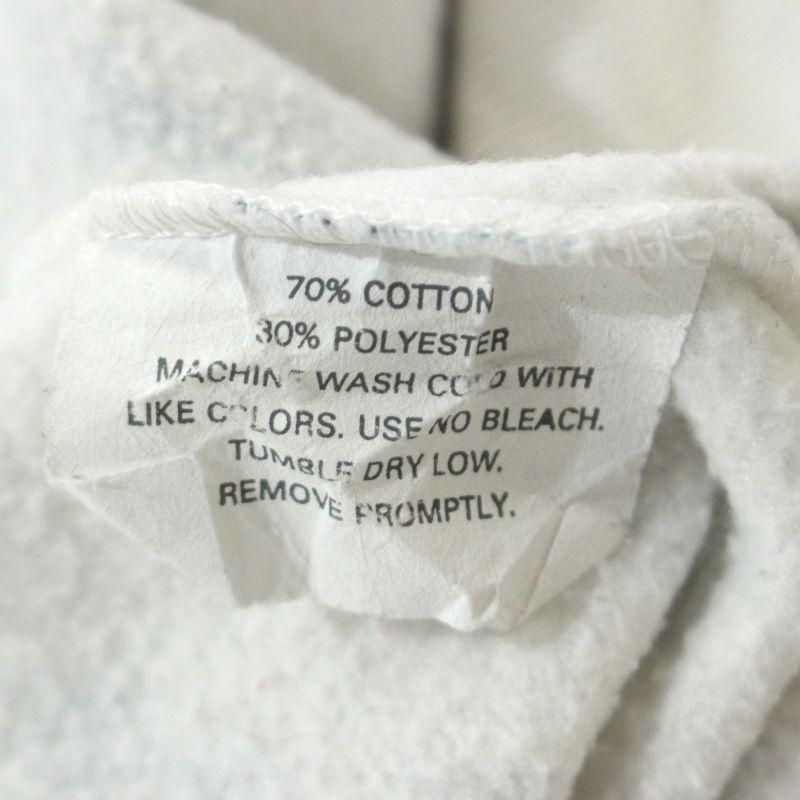 70% COTTON
30% POLYESTER
MACHINE WASH COLD WITH
LIKE COLORS. USE NO BLEACH.
TUMBLE DRY LOW.
REMOVE PROMPTLY.